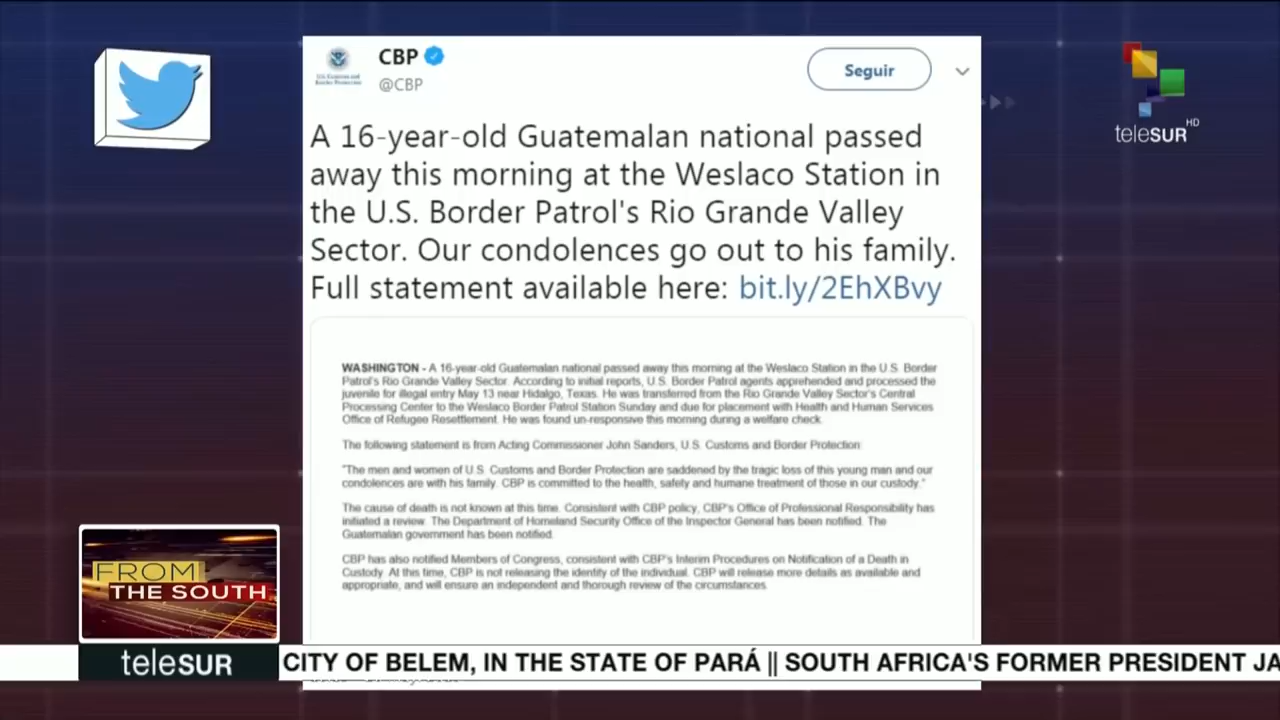 CBP
@CBP
Seguir
teleSUR HD
A 16-year-old Guatemalan national passed
away this morning at the Weslaco Station in
the U.S. Border Patrol's Rio Grande Valley
Sector. Our condolences go out to his family.
Full statement available here: bit.ly/2EhXBvy
WASHINGTON - A 16-year-old Guatemalan national passed away this morning at the Weslaco Station in the U.S. Border
Patrol's Rio Grande Valley Sector. According to initial reports, U.S. Border Patrol agents apprehended and processed the
juvenile for illegal entry May 13 near Hidalgo, Texas. He was transferred from the Rio Grande Valley Sector's Central
Processing Center to the Weslaco Border Patrol Station Sunday and due for placement with Health and Human Services
Office of Refugee Resettlement. He was found un-responsive this morning during a welfare check.
The following statement is from Acting Commissioner John Sanders, U.S. Customs and Border Protection:
"The men and women of U.S. Customs and Border Protection are saddened by the tragic loss of this young man and our
condolences are with his family. CBP is committed to the health, safety and humane treatment of those in our custody."
The cause of death is not known at this time. Consistent with CBP policy, CBP's Office of Professional Responsibility has
initiated a review. The Department of Homeland Security Office of the Inspector General has been notified. The
Guatemalan government has been notified.
CBP has also notified Members of Congress, consistent with CBP's Interim Procedures on Notification of a Death in
Custody. At this time, CBP is not releasing the identity of the individual. CBP will release more details as available and
appropriate, and will ensure an independent and thorough review of the circumstances.
FROM
THE SOUTH
teleSUR
CITY OF BELEM, IN THE STATE OF PARÁ || SOUTH AFRICA'S FORMER PRESIDENT JA